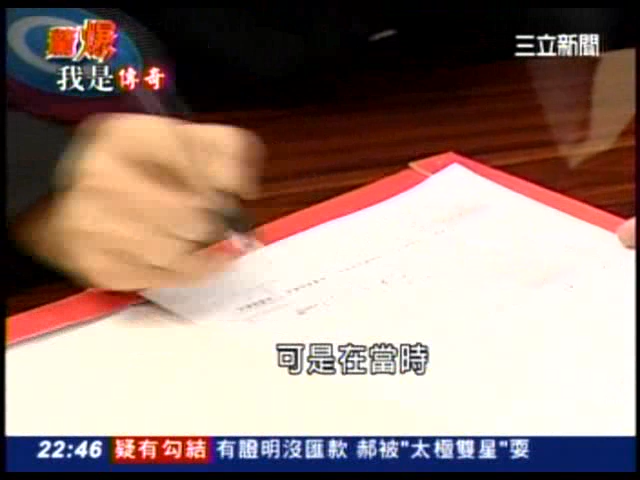 驚爆
我是傳奇
三立新聞
可是在當時
22:46 疑有勾結 有證明沒匯款 郝被"太極雙星"耍